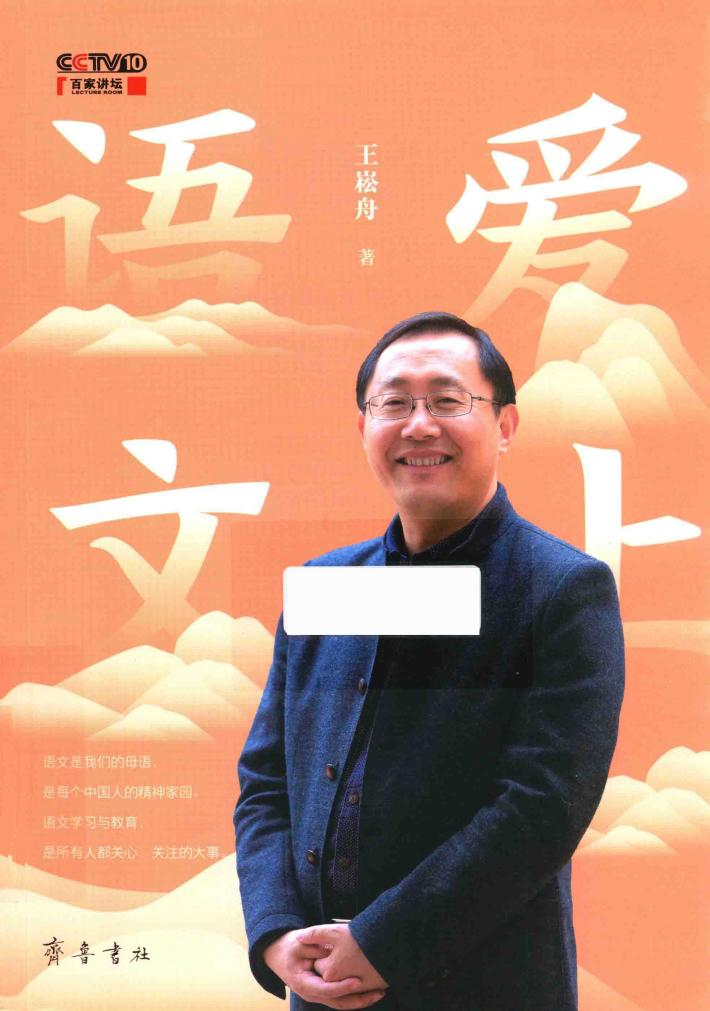 CCTV10
百家讲坛
LECTURE ROOM
爱上
语文
王崧舟 著
语文是我们的母语,
是每个中国人的精神家园。
语文学习与教育,
是所有人都关心、关注的大事。
齊鲁书社